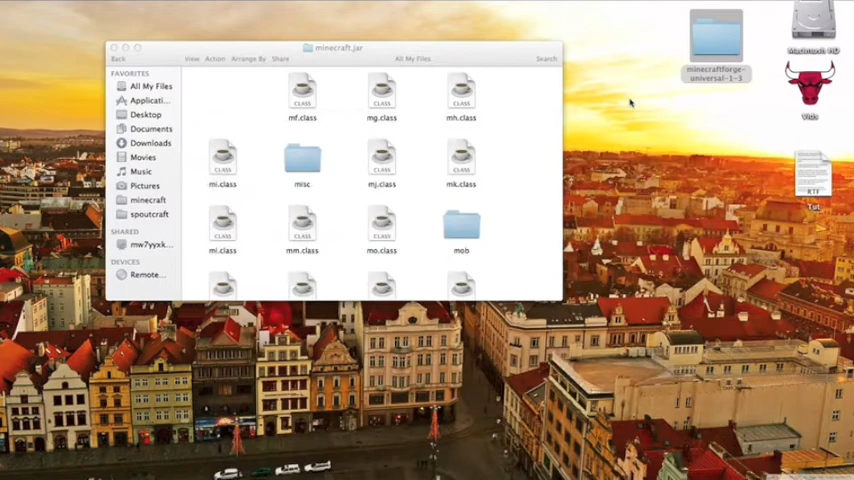 minecraft.jar
Back
View
Action
Arrange By
Share
All My Files
Search
FAVORITES
All My Files
Applicati...
Desktop
Documents
Downloads
Movies
Music
Pictures
minecraft
spoutcraft
SHARED
mw7yyxk...
DEVICES
Remote...
CLASS
CLASS
CLASS
mf.class
mg.class
mh.class
CLASS
CLASS
CLASS
mi.class
misc
mj.class
mk.class
CLASS
CLASS
CLASS
ml.class
mm.class
mo.class
mob
minecraftforge-
universal-1-3
Macintosh HD
Vids
RTF
Tut